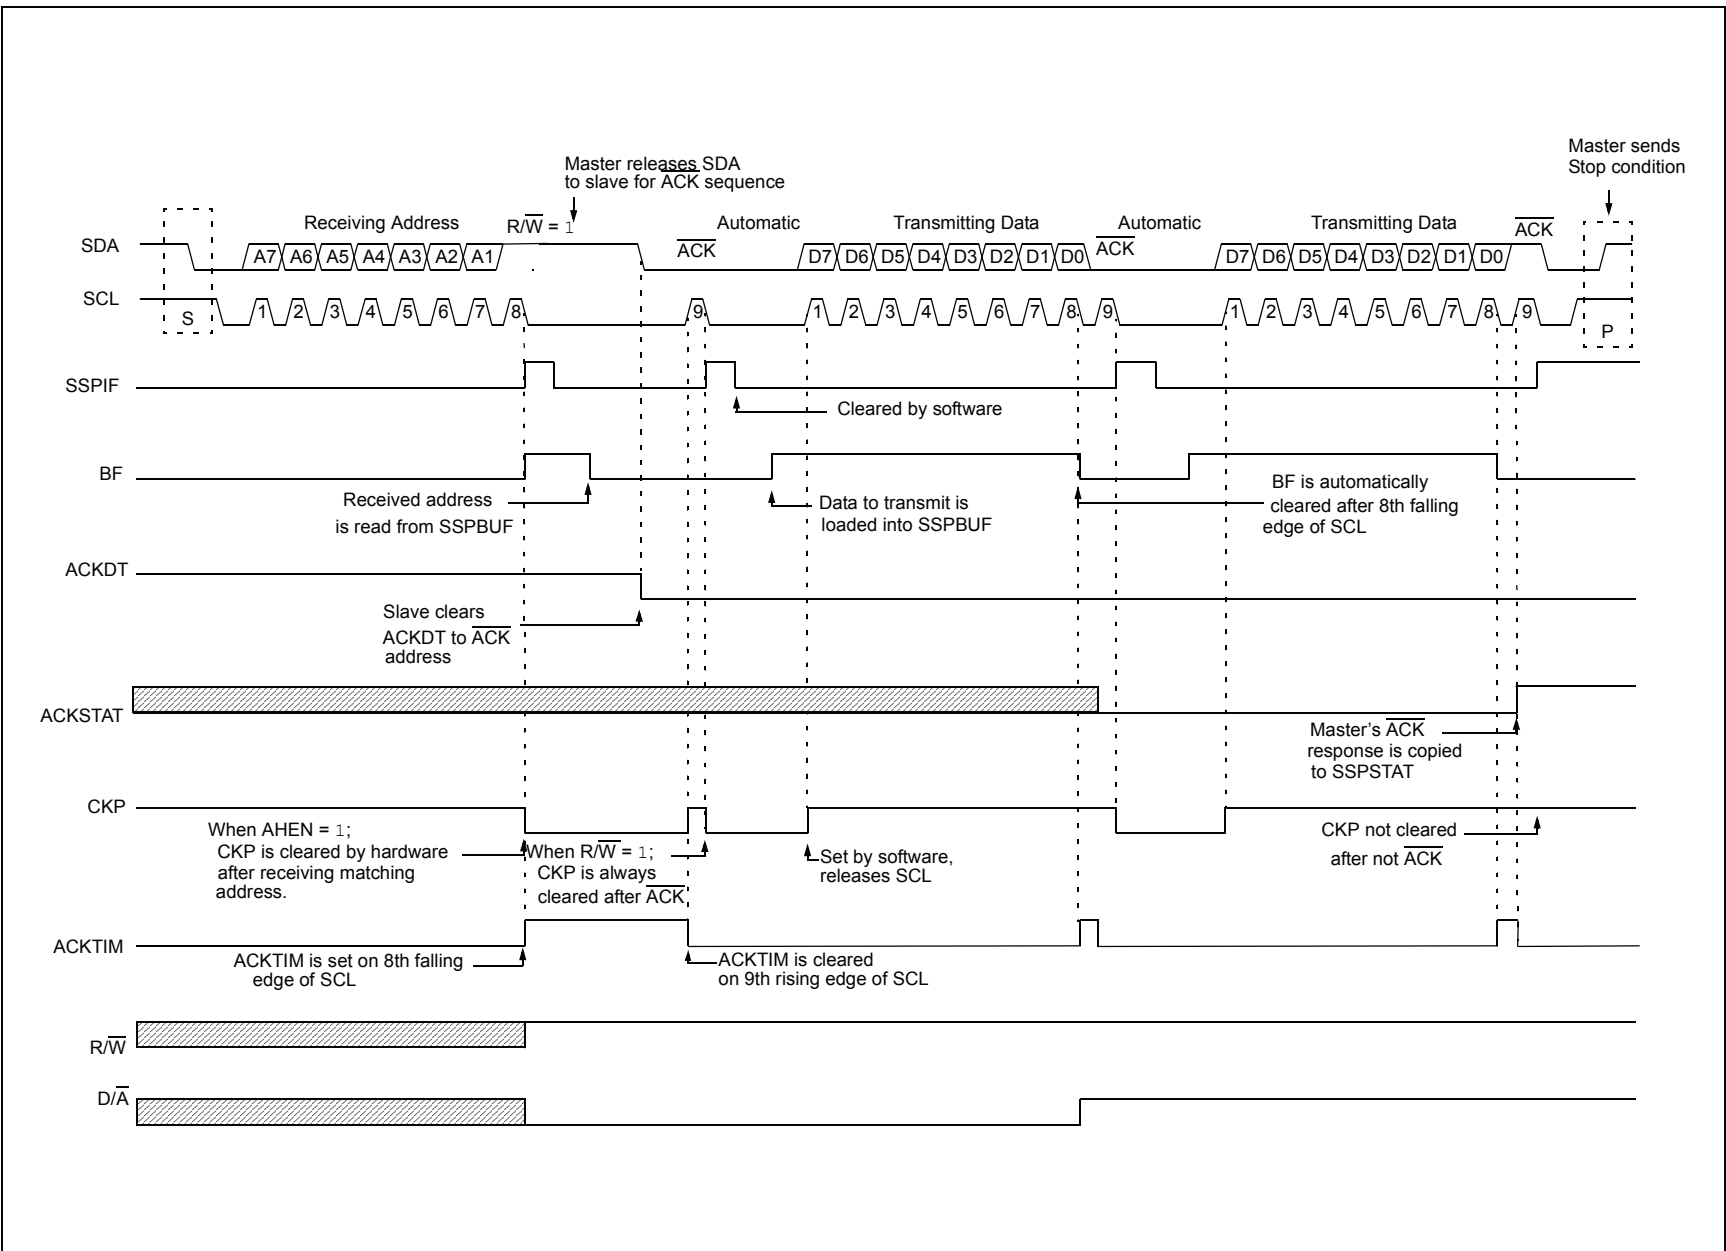 Master sends
Stop condition
Master releases SDA
to slave for ACK sequence
Receiving Address
R/W = 1
Automatic
Transmitting Data
Automatic
Transmitting Data
ACK
SDA
A7 A6 A5 A4 A3 A2 A1
ACK
D7 D6 D5 D4 D3 D2 D1 D0
ACK
D7 D6 D5 D4 D3 D2 D1 D0
SCL
S
1 2 3 4 5 6 7 8
9
1 2 3 4 5 6 7 8 9
1 2 3 4 5 6 7 8 9
P
SSPIF
Cleared by software
BF
Received address
is read from SSPBUF
Data to transmit is
loaded into SSPBUF
BF is automatically
cleared after 8th falling
edge of SCL
ACKDT
Slave clears
ACKDT to ACK
address
ACKSTAT
Master's ACK
response is copied
to SSPSTAT
CKP
When AHEN = 1;
CKP is cleared by hardware
after receiving matching
address.
When R/W = 1;
CKP is always
cleared after ACK
Set by software,
releases SCL
CKP not cleared
after not ACK
ACKTIM
ACKTIM is set on 8th falling
edge of SCL
ACKTIM is cleared
on 9th rising edge of SCL
R/W
D/A